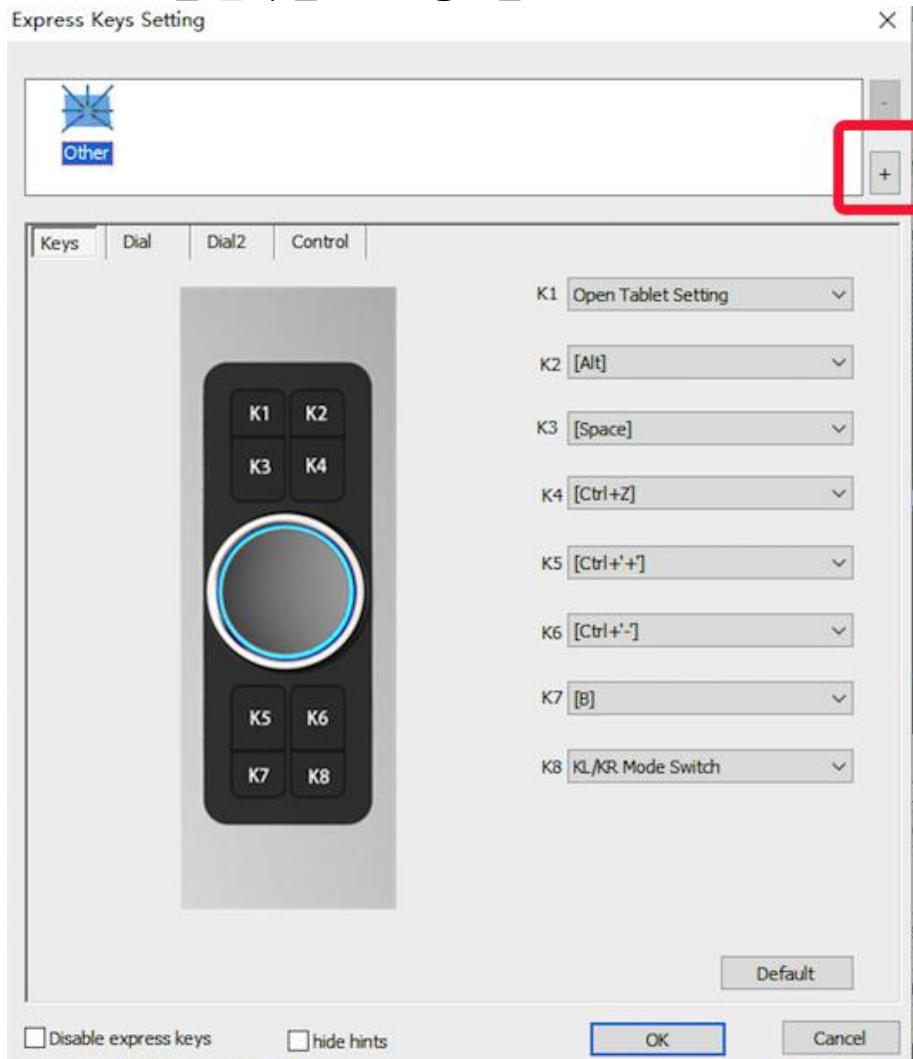 Express Keys Setting
-
Other
+
Keys Dial Dial2 Control
K1 Open Tablet Setting
K2 [Alt]
K1 K2
K3 [Space]
K3 K4
K4 [Ctrl+Z]
K5 [Ctrl+'+']
K6 [Ctrl+'-']
K7 [B]
K5 K6
K8 KL/KR Mode Switch
K7 K8
Default
Disable express keys hide hints OK Cancel